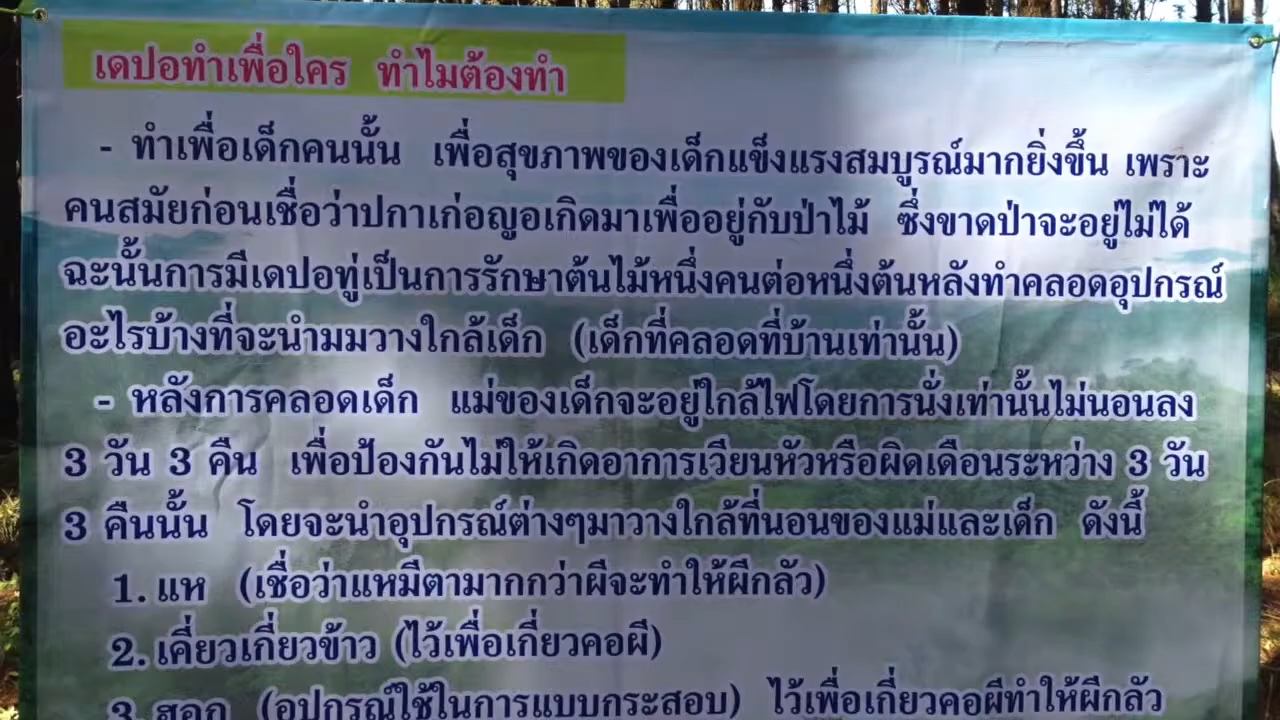 เดปอทำเพื่อใคร ทำไมต้องทำ
- ทำเพื่อเด็กคนนั้น เพื่อสุขภาพของเด็กแข็งแรงสมบูรณ์มากยิ่งขึ้น เพราะ
คนสมัยก่อนเชื่อว่าปกาเก่อญอเกิดมาเพื่ออยู่กับป่าไม้ ซึ่งขาดป่าจะอยู่ไม่ได้
ฉะนั้นการมีเดปอทู่เป็นการรักษาต้นไม้หนึ่งคนต่อหนึ่งต้นหลังทำคลอดอุปกรณ์
อะไรบ้างที่จะนำมมวางใกล้เด็ก (เด็กที่คลอดที่บ้านเท่านั้น)
- หลังการคลอดเด็ก แม่ของเด็กจะอยู่ใกล้ไฟโดยการนั่งเท่านั้นไม่นอนลง
3 วัน 3 คืน เพื่อป้องกันไม่ให้เกิดอาการเวียนหัวหรือผิดเดือนระหว่าง 3 วัน
3 คืนนั้น โดยจะนำอุปกรณ์ต่างๆมาวางใกล้ที่นอนของแม่และเด็ก ดังนี้
1. แห (เชื่อว่าแหมีตามากกว่าผีจะทำให้ผีกลัว)
2. เคี่ยวเกี่ยวข้าว (ไว้เพื่อเกี่ยวคอผี)
3. ฮอก (อุปกรณ์ใช้ในการแบบกระสอบ) ไว้เพื่อเกี่ยวคอผีทำให้ผีกลัว